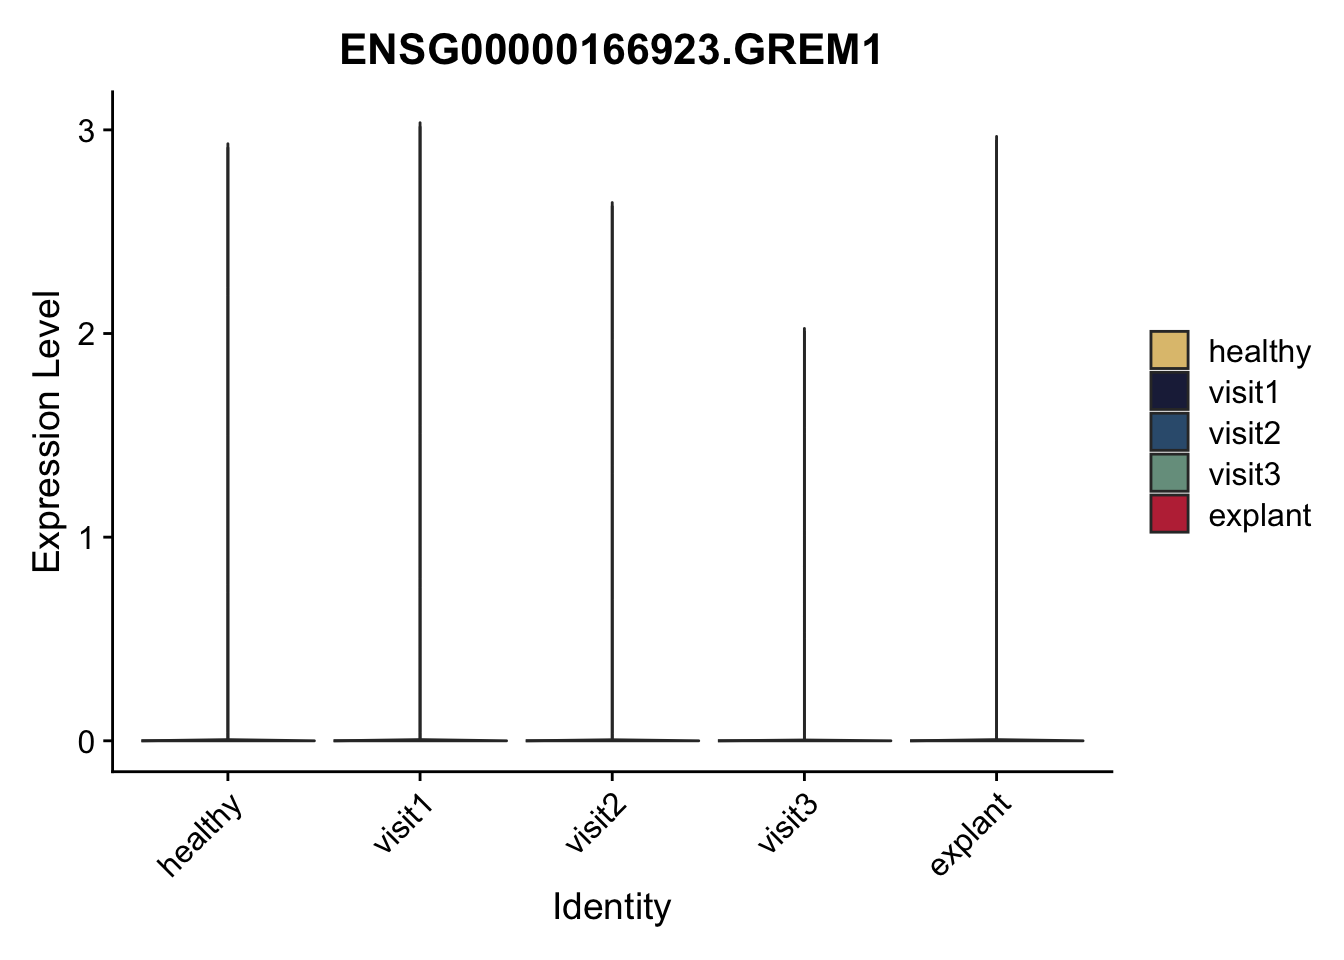 ENSG00000166923.GREM1
Expression Level
3
2
1
0
healthy
visit1
visit2
visit3
explant
Identity
healthy
visit1
visit2
visit3
explant